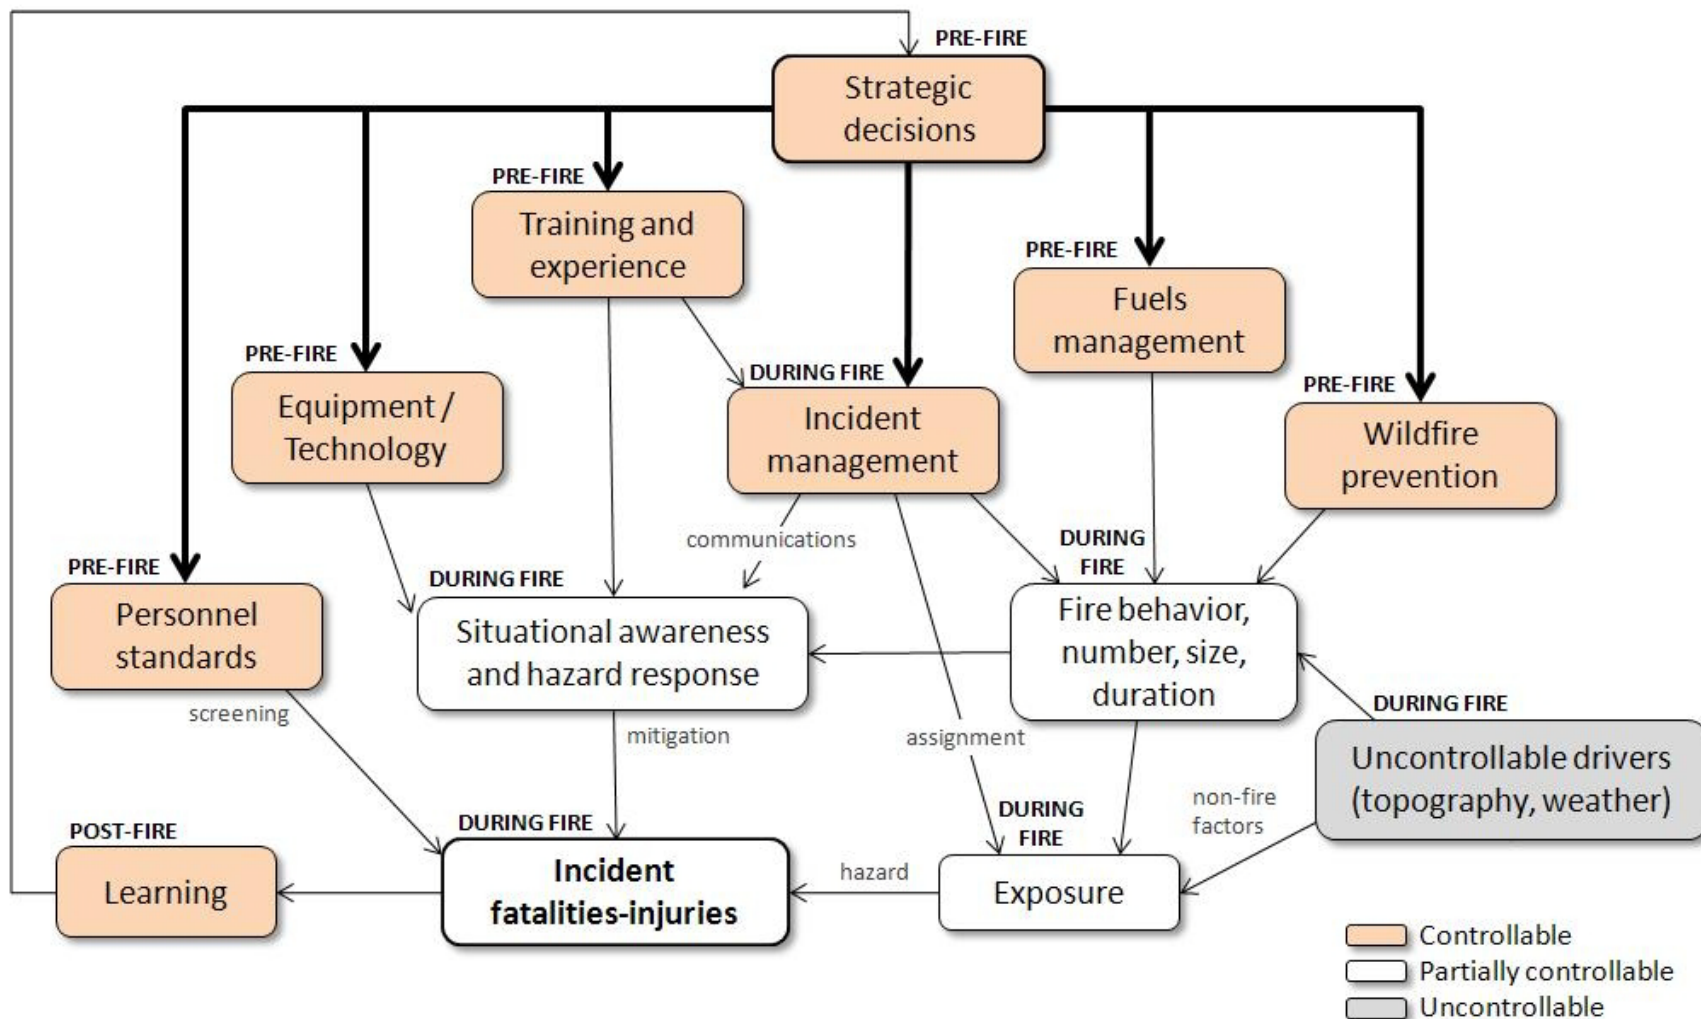 PRE-FIRE
Strategic
decisions
PRE-FIRE
Training and
experience
PRE-FIRE
Fuels
management
PRE-FIRE
Equipment /
Technology
DURING FIRE
Incident
management
PRE-FIRE
Wildfire
prevention
communications
PRE-FIRE
Personnel
standards
DURING FIRE
Situational awareness
and hazard response
DURING
FIRE
Fire behavior,
number, size,
duration
screening
mitigation
assignment
DURING FIRE
Uncontrollable drivers
(topography, weather)
non-fire
factors
POST-FIRE
Learning
DURING FIRE
Incident
fatalities-injuries
hazard
DURING
FIRE
Exposure
Controllable
Partially controllable
Uncontrollable